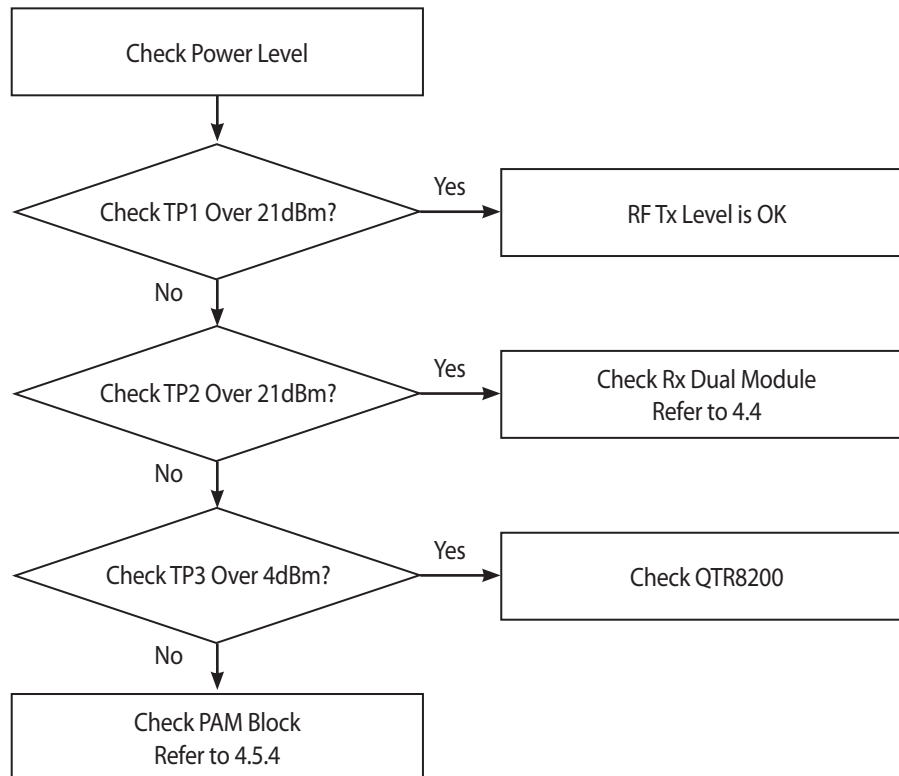 Check Power Level
Check TP1 Over 21dBm?
Yes
RF Tx Level is OK
No
Check TP2 Over 21dBm?
Yes
Check Rx Dual Module
Refer to 4.4
No
Check TP3 Over 4dBm?
Yes
Check QTR8200
No
Check PAM Block
Refer to 4.5.4